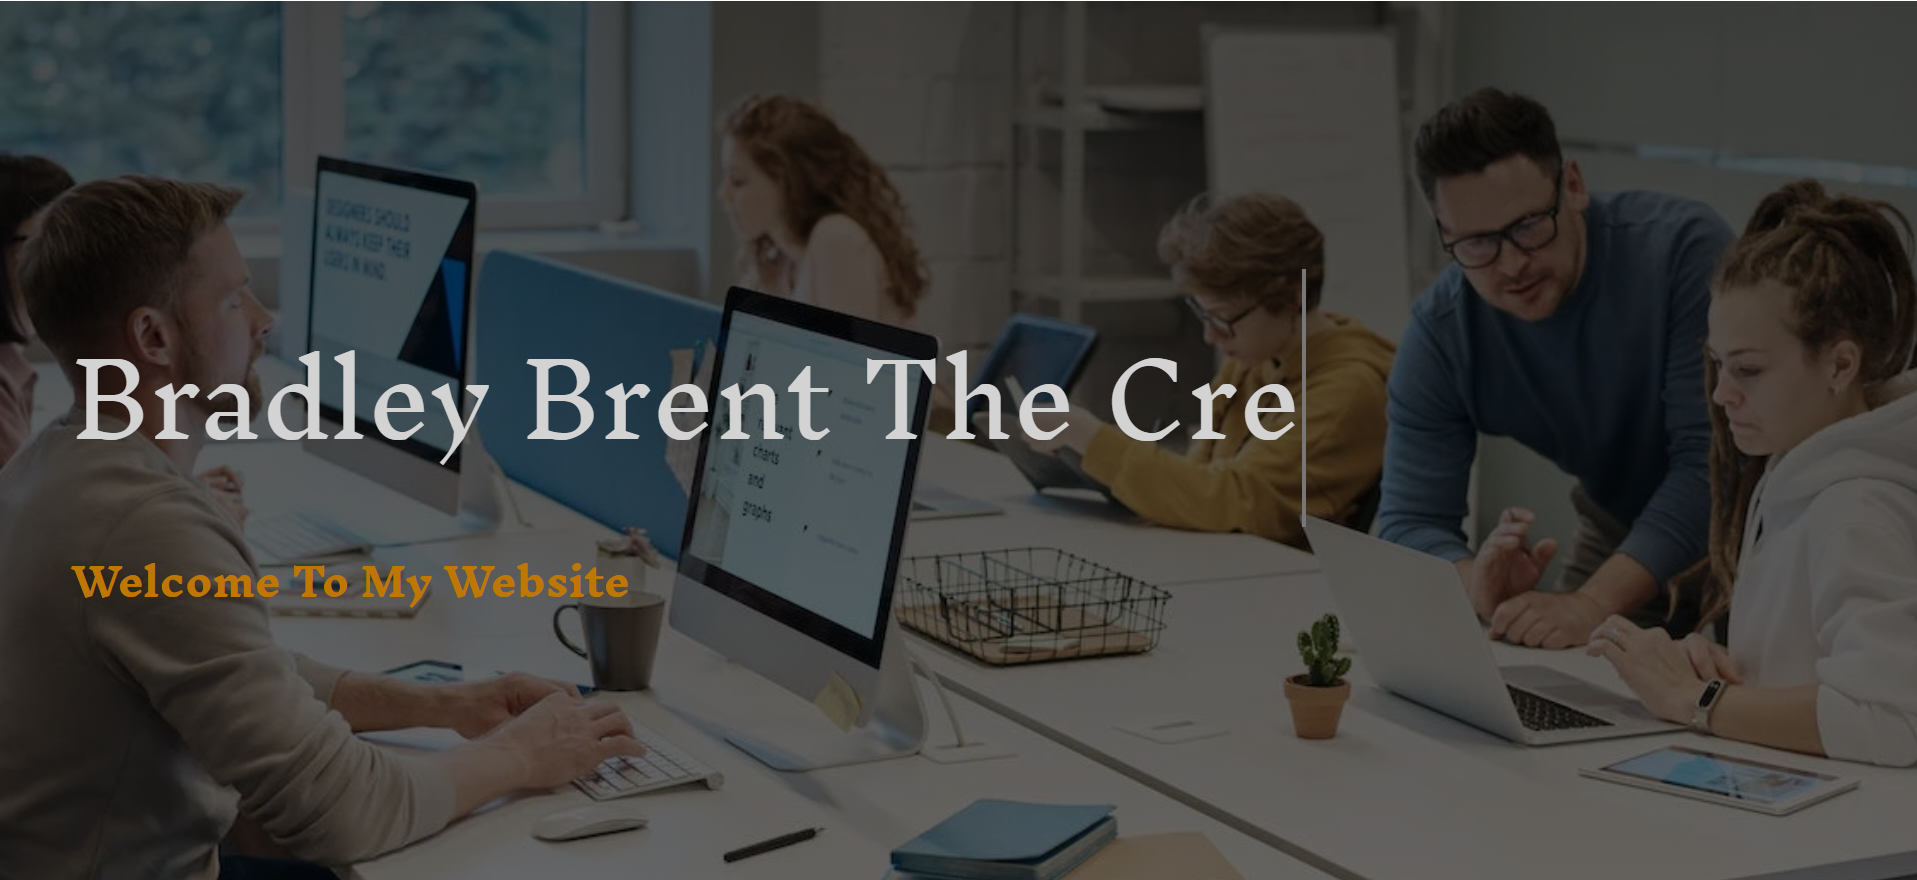 DESIGNERS SHOULD
ALWAYS KEEP THEIR
USERS IN MIND.
Bradley Brent The Cre
charts
and
graphs
Welcome To My Website